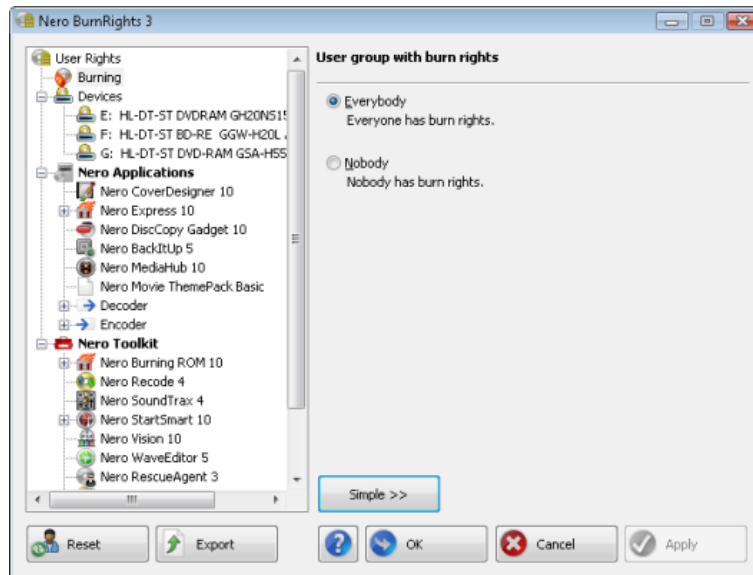 Nero BurnRights 3
User Rights
Burning
Devices
E: HL-DT-ST DVDRAM GH20NS15
F: HL-DT-ST BD-RE GGW-H20L
G: HL-DT-ST DVD-RAM GSA-H55
Nero Applications
Nero CoverDesigner 10
Nero Express 10
Nero DiscCopy Gadget 10
Nero BackItUp 5
Nero MediaHub 10
Nero Movie ThemePack Basic
Decoder
Encoder
Nero Toolkit
Nero Burning ROM 10
Nero Recode 4
Nero SoundTrax 4
Nero StartSmart 10
Nero Vision 10
Nero WaveEditor 5
Nero RescueAgent 3
User group with burn rights
Everybody
Everyone has burn rights.
Nobody
Nobody has burn rights.
Simple >>
Reset
Export
OK
Cancel
Apply